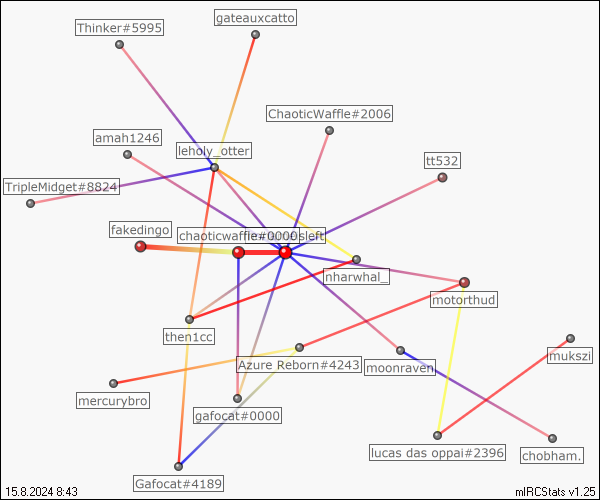 gateauxcatto
Thinker#5995
ChaoticWaffle#2006
amah1246
leholy_otter
tt532
TripleMidget#8824
fakedingo
chaoticwaffle#0000
sleft
nharwhal_
motorthud
then1cc
Azure Reborn#4243
moonraven
mukszi
mercurybro
gafocat#0000
lucas das oppai#2396
chobham.
Gafocat#4189
15.8.2024 8:43
mIRCStats v1.25